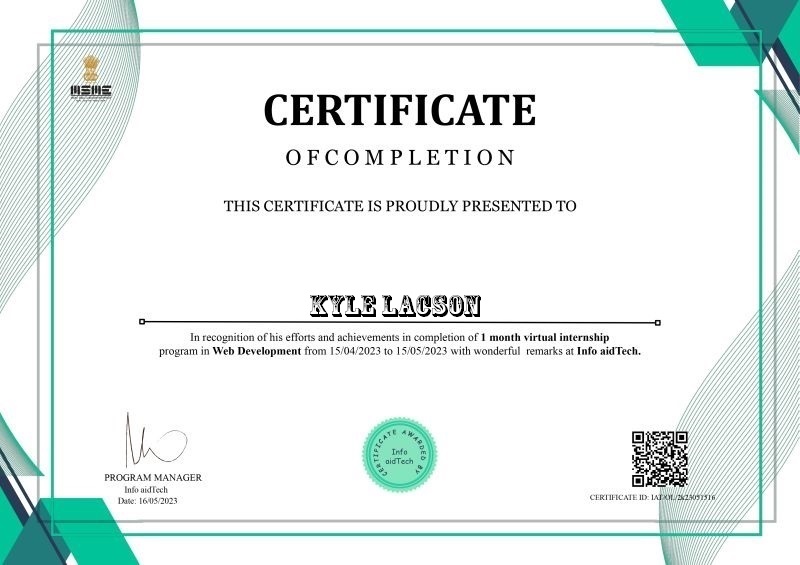 MSME
CERTIFICATE
OFCOMPLETION
THIS CERTIFICATE IS PROUDLY PRESENTED TO
KYLE LACSON
In recognition of his efforts and achievements in completion of 1 month virtual internship
program in Web Development from 15/04/2023 to 15/05/2023 with wonderful remarks at Info aidTech.
PROGRAM MANAGER
Info aidTech
Date: 16/05/2023
CERTIFICATE AWARDED BY
Info
aidTech
CERTIFICATE ID: